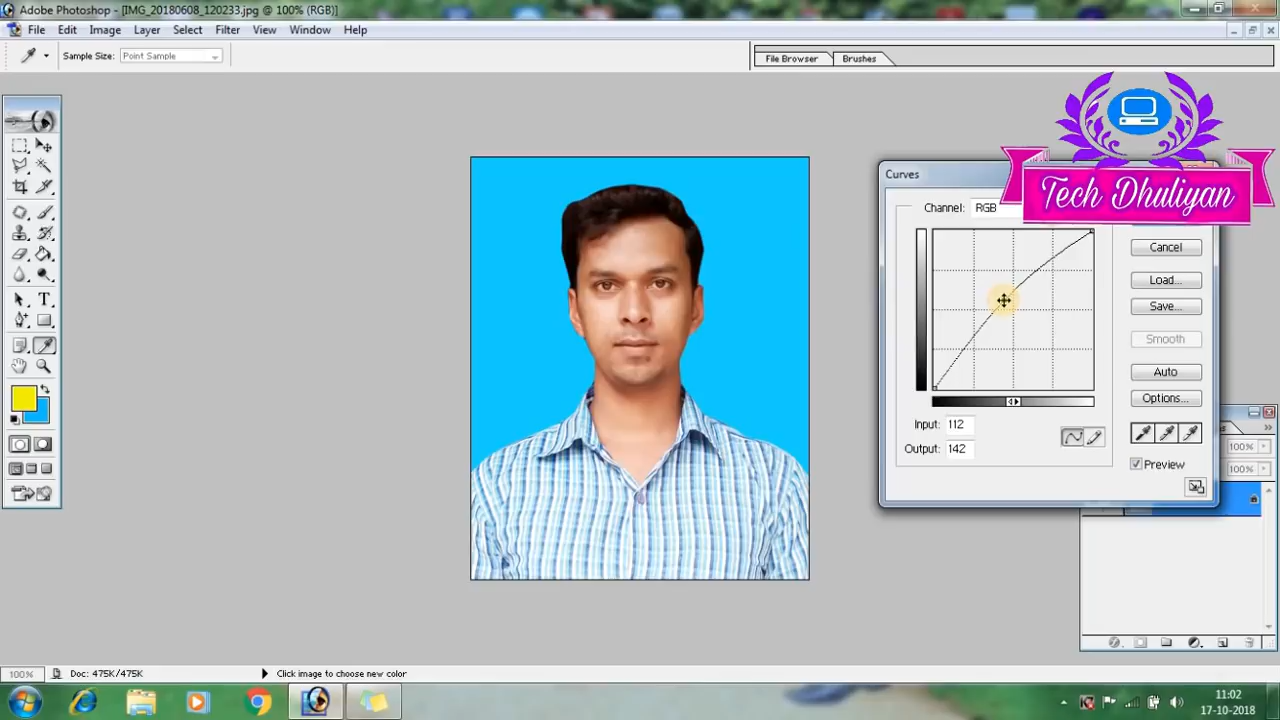 Adobe Photoshop - [IMG_20180608_120233.jpg @ 100% (RGB)]
File Edit Image Layer Select Filter View Window Help
Sample Size: Point Sample
File Browser Brushes
Tech Dhuliyan
Curves
Channel: RGB
Cancel
Load...
Save...
Smooth
Auto
Options...
Input: 112
Output: 142
Preview
100%
100%
100% Doc: 475K/475K Click image to choose new color
11:02
17-10-2018